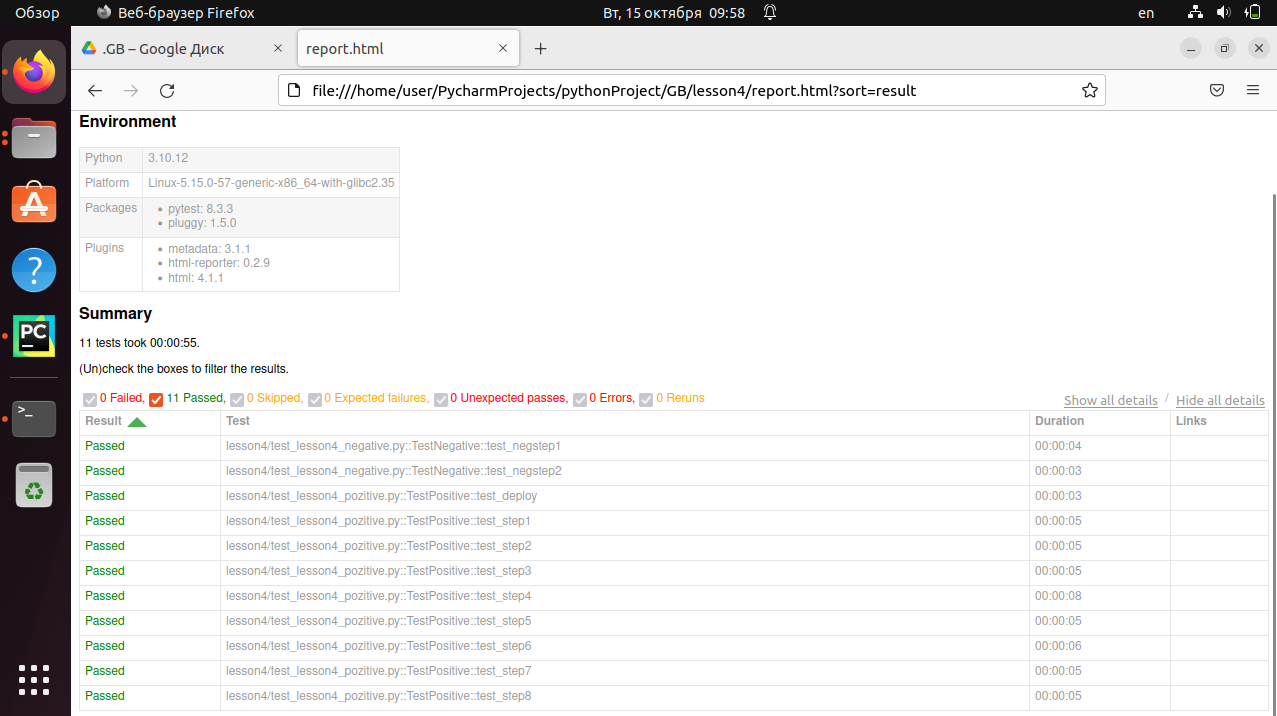 Обзор Веб-браузер Firefox Вт, 15 октября 09:58 en
.GB – Google Диск report.html
file:///home/user/PycharmProjects/pythonProject/GB/lesson4/report.html?sort=result
Environment
Python 3.10.12
Platform Linux-5.15.0-57-generic-x86_64-with-glibc2.35
Packages pytest: 8.3.3
pluggy: 1.5.0
Plugins metadata: 3.1.1
html-reporter: 0.2.9
html: 4.1.1
Summary
11 tests took 00:00:55.
(Un)check the boxes to filter the results.
0 Failed, 11 Passed, 0 Skipped, 0 Expected failures, 0 Unexpected passes, 0 Errors, 0 Reruns Show all details / Hide all details
Result Test Duration Links
Passed lesson4/test_lesson4_negative.py::TestNegative::test_negstep1 00:00:04
Passed lesson4/test_lesson4_negative.py::TestNegative::test_negstep2 00:00:03
Passed lesson4/test_lesson4_pozitive.py::TestPositive::test_deploy 00:00:03
Passed lesson4/test_lesson4_pozitive.py::TestPositive::test_step1 00:00:05
Passed lesson4/test_lesson4_pozitive.py::TestPositive::test_step2 00:00:05
Passed lesson4/test_lesson4_pozitive.py::TestPositive::test_step3 00:00:05
Passed lesson4/test_lesson4_pozitive.py::TestPositive::test_step4 00:00:08
Passed lesson4/test_lesson4_pozitive.py::TestPositive::test_step5 00:00:05
Passed lesson4/test_lesson4_pozitive.py::TestPositive::test_step6 00:00:06
Passed lesson4/test_lesson4_pozitive.py::TestPositive::test_step7 00:00:05
Passed lesson4/test_lesson4_pozitive.py::TestPositive::test_step8 00:00:05
PC